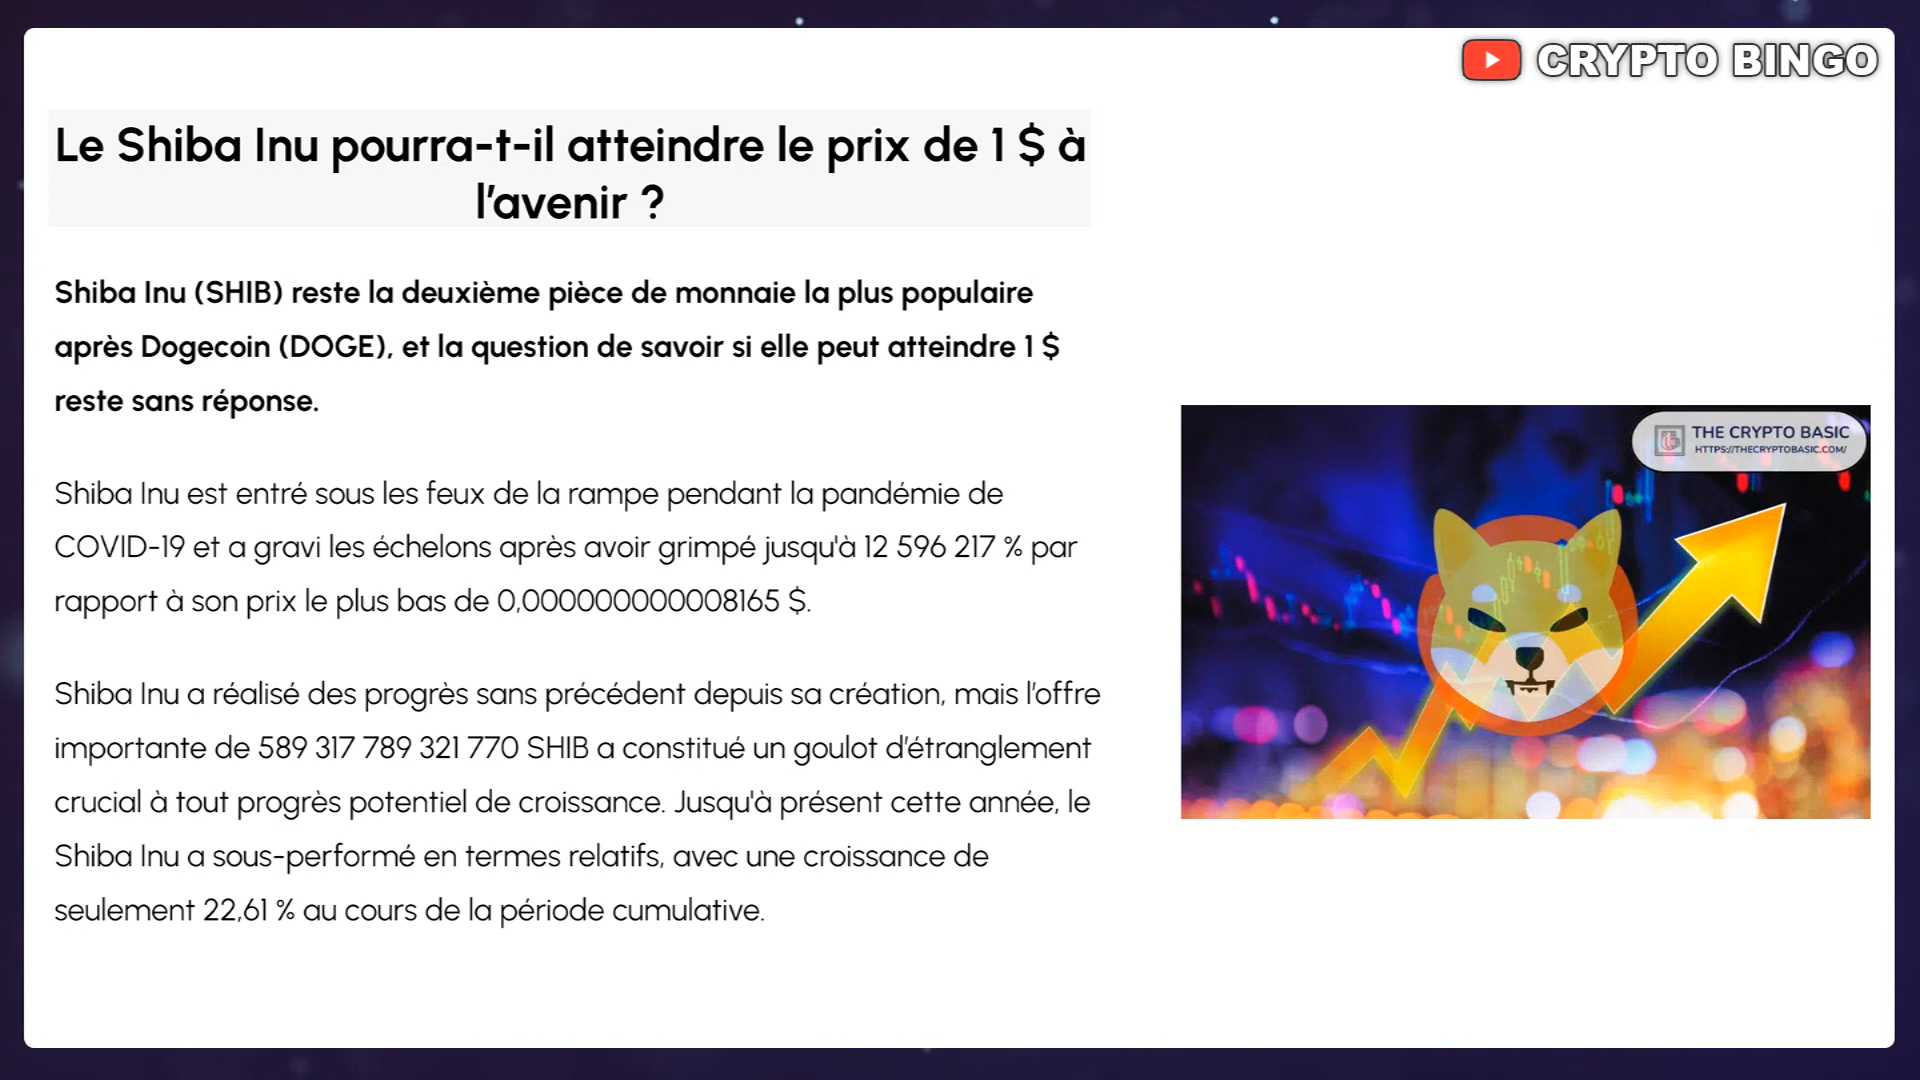 CRYPTO BINGO
Le Shiba Inu pourra-t-il atteindre le prix de 1 $ à
l’avenir ?
Shiba Inu (SHIB) reste la deuxième pièce de monnaie la plus populaire
après Dogecoin (DOGE), et la question de savoir si elle peut atteindre 1 $
reste sans réponse.
Shiba Inu est entré sous les feux de la rampe pendant la pandémie de
COVID-19 et a gravi les échelons après avoir grimpé jusqu'à 12 596 217 % par
rapport à son prix le plus bas de 0,000000000008165 $.
Shiba Inu a réalisé des progrès sans précédent depuis sa création, mais l’offre
importante de 589 317 789 321 770 SHIB a constitué un goulot d’étranglement
crucial à tout progrès potentiel de croissance. Jusqu'à présent cette année, le
Shiba Inu a sous-performé en termes relatifs, avec une croissance de
seulement 22,61 % au cours de la période cumulative.
THE CRYPTO BASIC
HTTPS://THECRYPTOBASIC.COM/